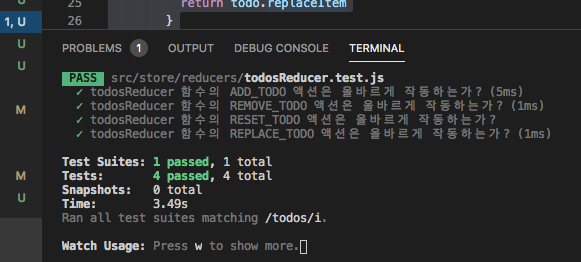 25 return todo.replaceItem
1, U
26 }
U
U
PROBLEMS 1 OUTPUT DEBUG CONSOLE TERMINAL
PASS src/store/reducers/todosReducer.test.js
✓ todosReducer 함수의 ADD_TODO 액션은 올바르게 작동하는가? (5ms)
M
✓ todosReducer 함수의 REMOVE_TODO 액션은 올바르게 작동하는가? (1ms)
✓ todosReducer 함수의 RESET_TODO 액션은 올바르게 작동하는가?
✓ todosReducer 함수의 REPLACE_TODO 액션은 올바르게 작동하는가? (1ms)
Test Suites: 1 passed, 1 total
M
Tests: 4 passed, 4 total
Snapshots: 0 total
U
Time: 3.49s
Ran all test suites matching /todos/i.
Watch Usage: Press w to show more.